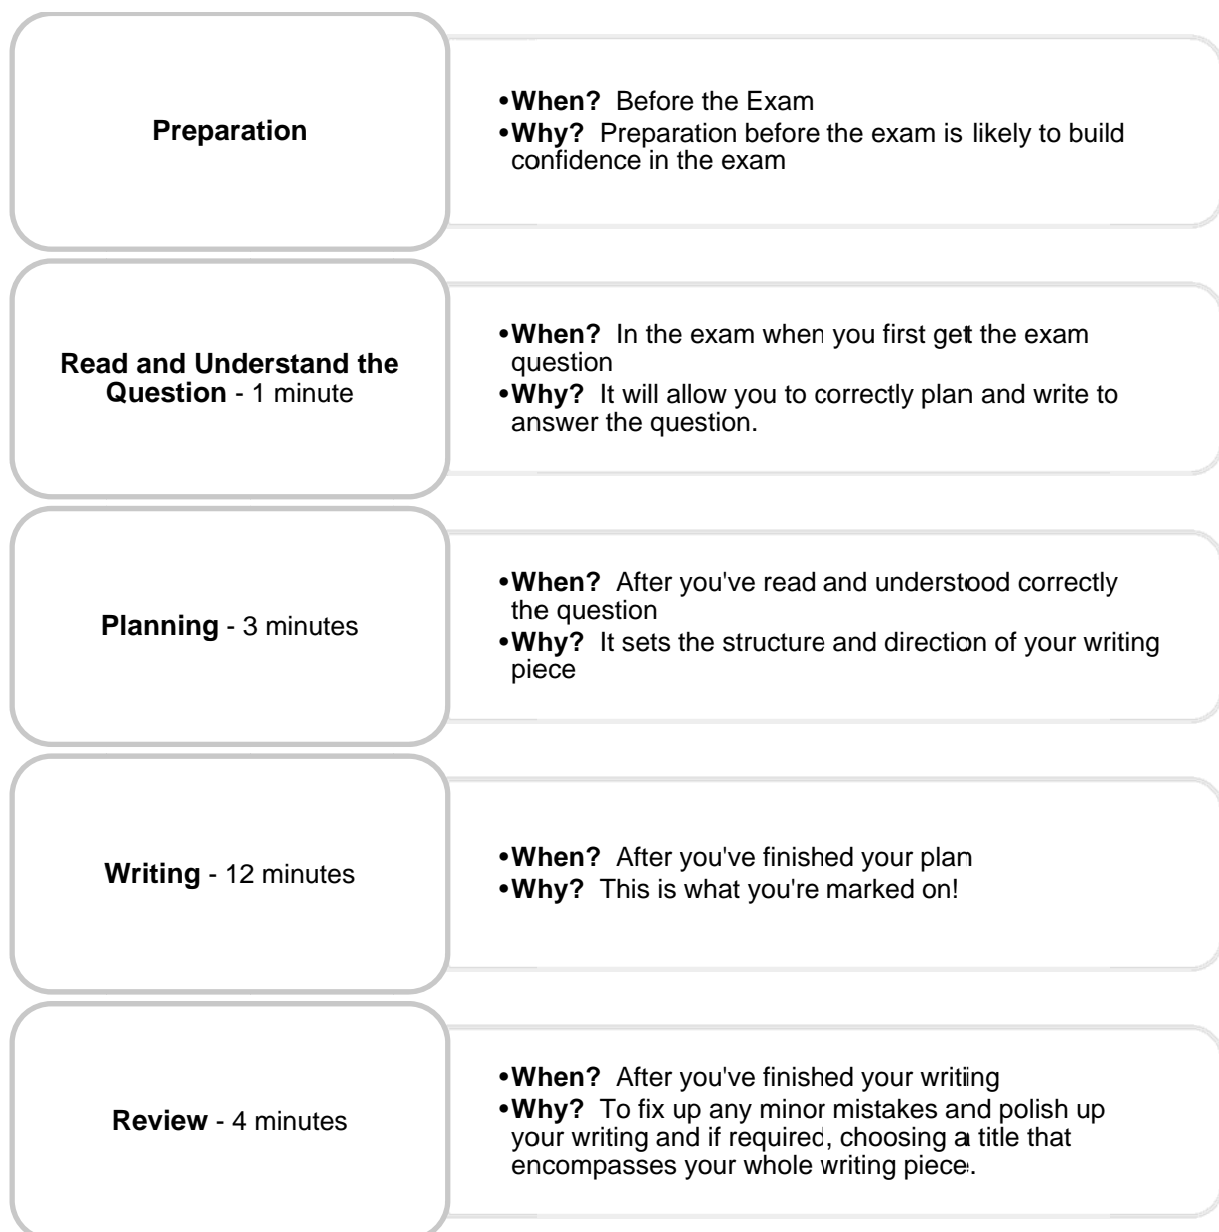 Preparation
•When? Before the Exam
•Why? Preparation before the exam is likely to build
confidence in the exam
Read and Understand the
Question - 1 minute
•When? In the exam when you first get the exam
question
•Why? It will allow you to correctly plan and write to
answer the question.
Planning - 3 minutes
•When? After you've read and understood correctly
the question
•Why? It sets the structure and direction of your writing
piece
Writing - 12 minutes
•When? After you've finished your plan
•Why? This is what you're marked on!
Review - 4 minutes
•When? After you've finished your writing
•Why? To fix up any minor mistakes and polish up
your writing and if required, choosing a title that
encompasses your whole writing piece.